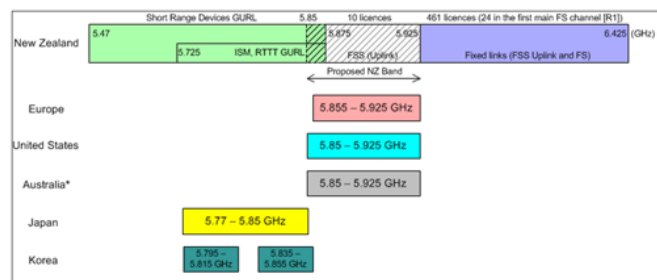 Short Range Devices GURL 5.85 10 licences 461 licences (24 in the first main FS channel [R1])
New Zealand 5.47 5.875 5.925 6.425 (GHz)
5.725 ISM, RTTT GURL FSS (Uplink) Fixed links (FSS Uplink and FS)
Proposed NZ Band
Europe 5.855 – 5.925 GHz
United States 5.85 – 5.925 GHz
Australia* 5.85 – 5.925 GHz
Japan 5.77 – 5.85 GHz
Korea 5.795 – 5.835 –
5.815 GHz 5.855 GHz